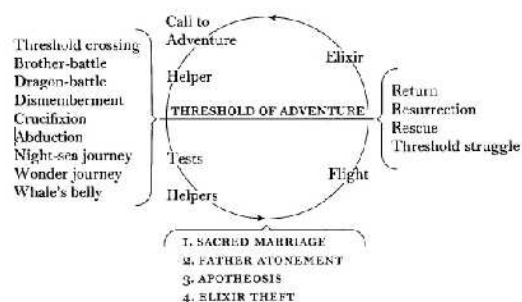 Call to
Adventure
Elixir
Helper
Threshold crossing
Brother-battle
Dragon-battle
Dismemberment
Crucifixion
Abduction
Night-sea journey
Wonder journey
Whale's belly
THRESHOLD OF ADVENTURE
Return
Resurrection
Rescue
Threshold struggle
Tests
Flight
Helpers
1. SACRED MARRIAGE
2. FATHER ATONEMENT
3. APOTHEOSIS
4. ELIXIR THEFT